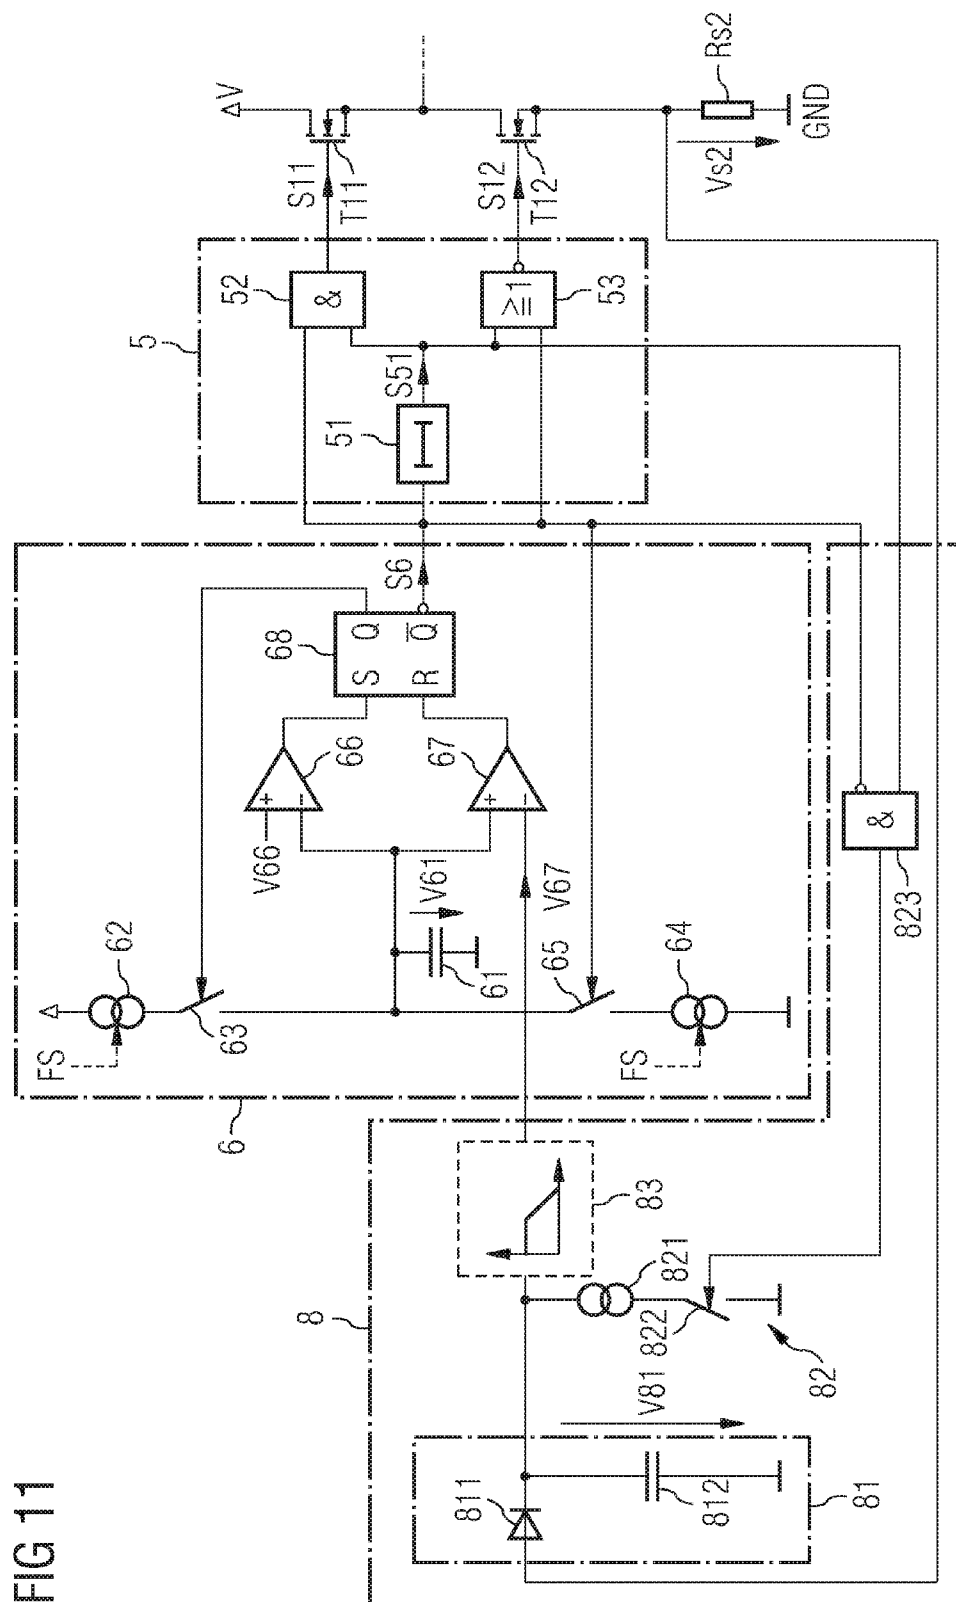 FIG 11
8
81
811
812
V81
82
821
822
83
823
&
6
FS
62
63
FS
64
65
61
V61
V66
V67
+
−
66
+
−
67
68
S
Q
R
Q̅
S6
5
51
S51
52
&
53
≥1
S11
T11
S12
T12
V
Vs2
Rs2
GND